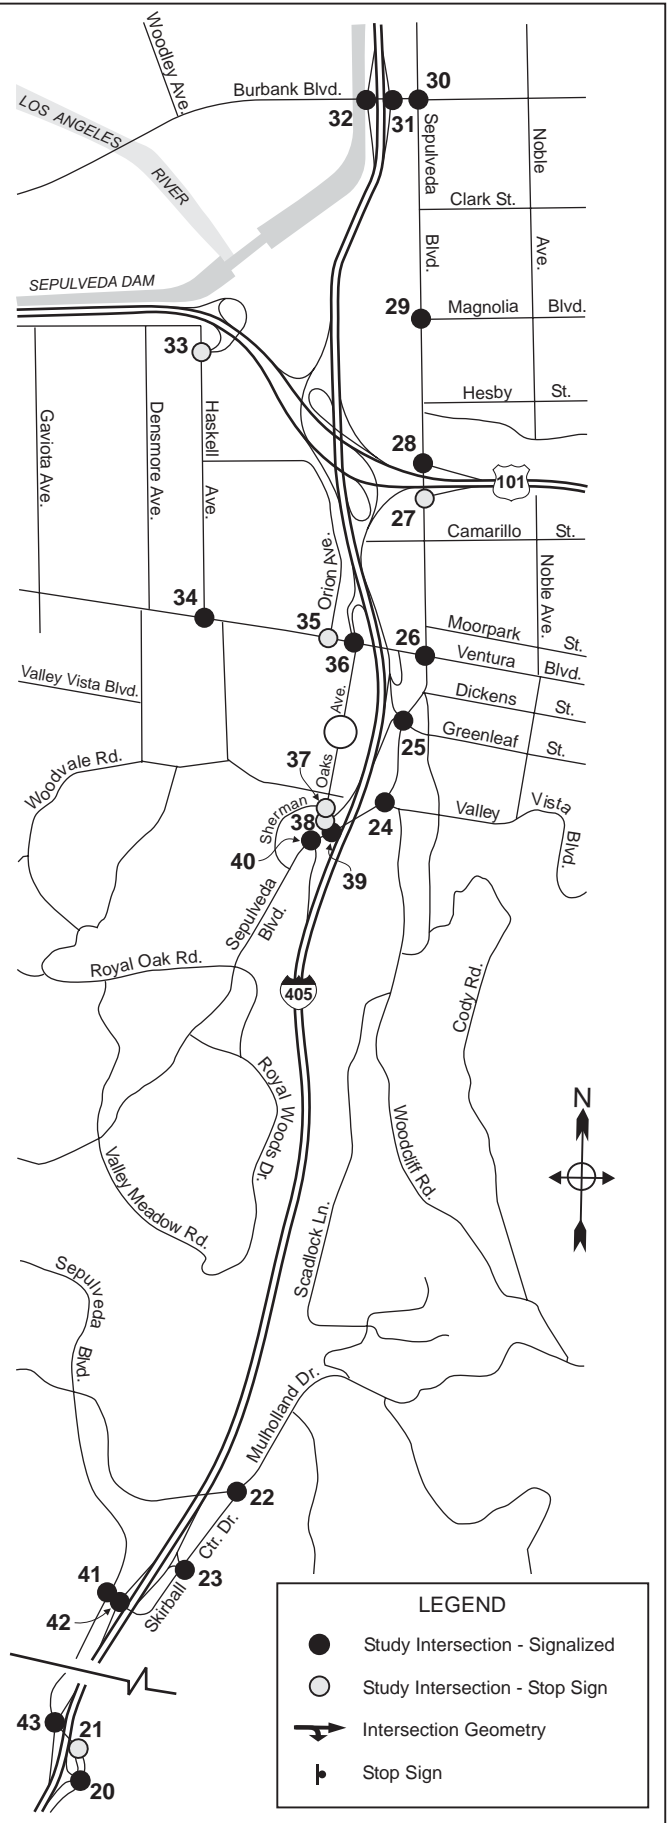 Woodley Ave.
Burbank Blvd.
30
32
31
LOS ANGELES
RIVER
Sepulveda
Blvd.
Noble
Ave.
Clark St.
SEPULVEDA DAM
29
Magnolia Blvd.
33
Hesby St.
Gaviota Ave.
Densmore Ave.
Haskell
Ave.
28
101
27
Camarillo St.
Orion Ave.
Noble Ave.
34
35
36
26
Moorpark St.
Ventura Blvd.
Valley Vista Blvd.
Dickens St.
Ave.
Oaks
Sherman
25
Greenleaf St.
Woodvale Rd.
37
38
24
Valley Vista
Blvd.
40
39
Sepulveda
Blvd.
Royal Oak Rd.
405
Cody Rd.
Royal Woods Dr.
Woodcliff Rd.
N
Valley Meadow Rd.
Scadlock Ln.
Sepulveda
Blvd.
Mulholland Dr.
22
Skirball Ctr. Dr.
23
41
42
43
21
20
LEGEND
Study Intersection - Signalized
Study Intersection - Stop Sign
Intersection Geometry
Stop Sign